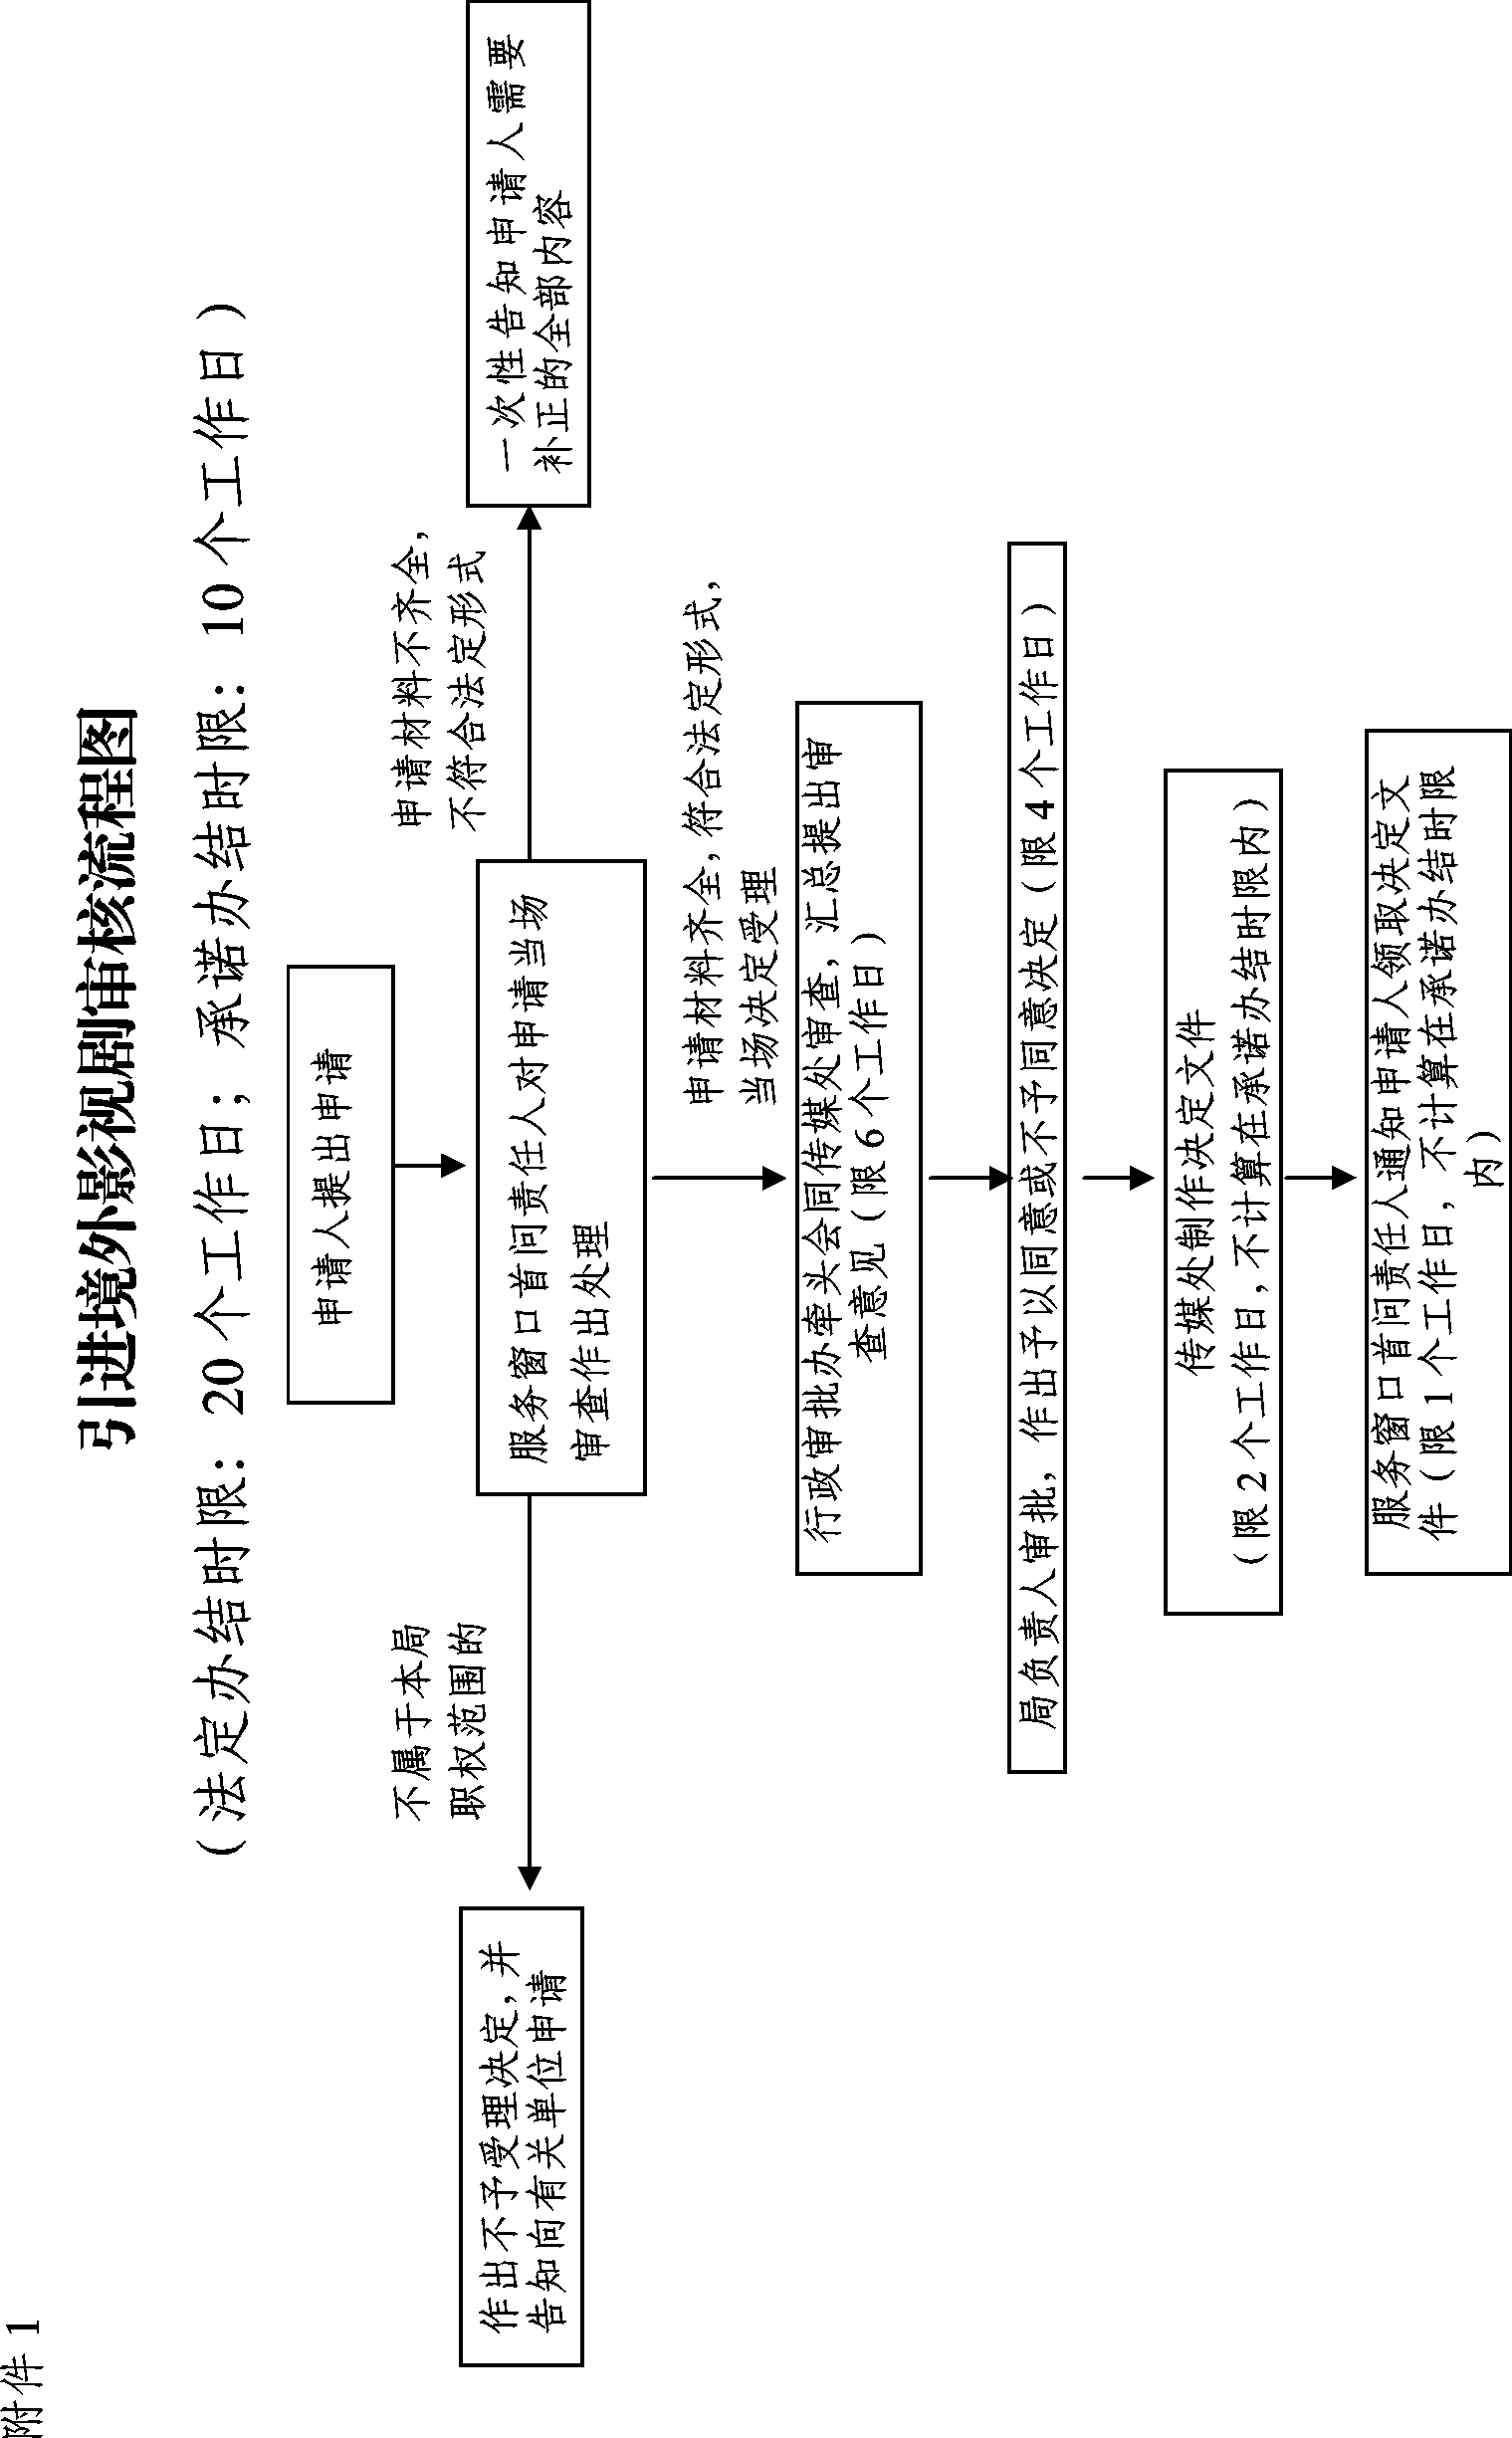 附件 1
引进境外影视剧审核流程图
（法定办结时限：20 个工作日；承诺办结时限：10 个工作日）
申请人提出申请
不属于本局
职权范围的
申请材料不齐全，
不符合法定形式
作出不予受理决定，并
告知向有关单位申请
服务窗口首问责任人对申请当场
审查作出处理
一次性告知申请人需要
补正的全部内容
申请材料齐全，符合法定形式，
当场决定受理
行政审批办牵头会同传媒处审查，汇总提出审
查意见（限 6 个工作日）
局负责人审批，作出予以同意或不予同意决定（限 4 个工作日）
传媒处制作决定文件
（限 2 个工作日，不计算在承诺办结时限内）
服务窗口首问责任人通知申请人领取决定文
件（限 1 个工作日，不计算在承诺办结时限
内）